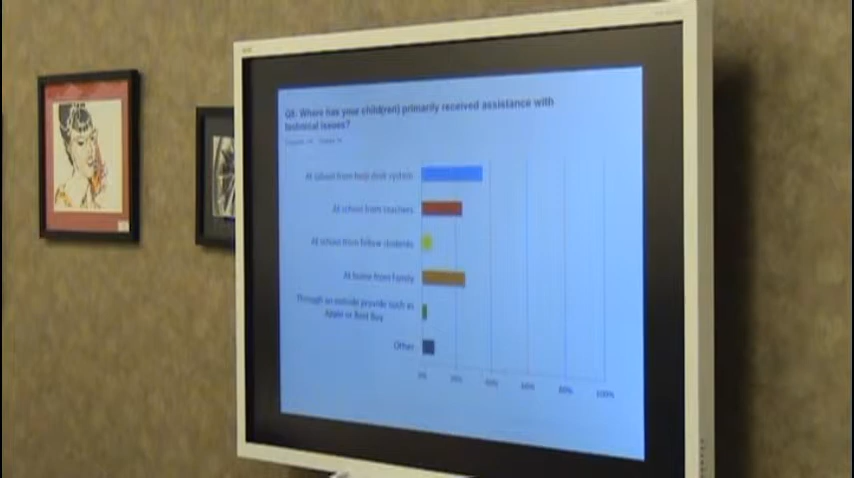 Q8- Where has your child(ren) primarily received assistance with
technical issues?
At school from help desk system
At school from teachers
At school from fellow students
At home from Family
Through an outside provide such as
Apple or Best Buy
Other
0% 20% 40% 60% 80% 100%